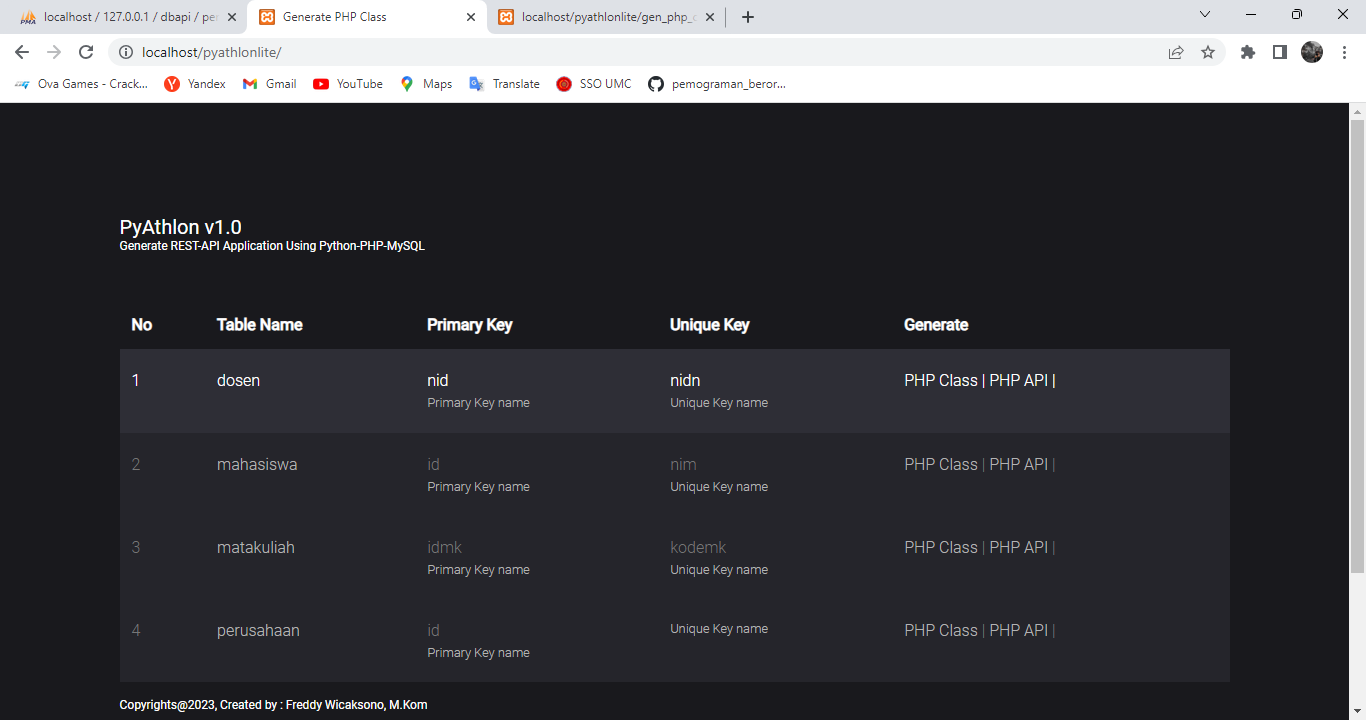 localhost / 127.0.0.1 / dbapi / per
Generate PHP Class
localhost/pyathlonlite/gen_php_c
localhost/pyathlonlite/
Ova Games - Crack...
Yandex
Gmail
YouTube
Maps
Translate
SSO UMC
pemograman_beror...
PyAthlon v1.0
Generate REST-API Application Using Python-PHP-MySQL
No Table Name Primary Key Unique Key Generate
1 dosen nid nidn PHP Class | PHP API |
Primary Key name Unique Key name
2 mahasiswa id nim PHP Class | PHP API |
Primary Key name Unique Key name
3 matakuliah idmk kodemk PHP Class | PHP API |
Primary Key name Unique Key name
4 perusahaan id Unique Key name PHP Class | PHP API |
Primary Key name
Copyrights@2023, Created by : Freddy Wicaksono, M.Kom